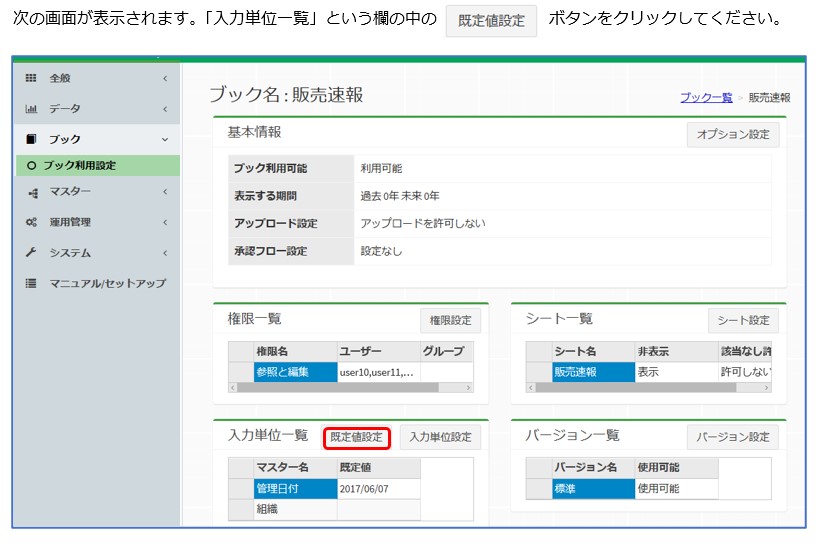 次の画面が表示されます。「入力単位一覧」という欄の中の 既定値設定 ボタンをクリックしてください。
全般
データ
ブック
ブック利用設定
マスター
運用管理
システム
マニュアル/セットアップ
ブック名 : 販売速報
ブック一覧 > 販売速報
基本情報 オプション設定
ブック利用可能 利用可能
表示する期間 過去 0年 未来 0年
アップロード設定 アップロードを許可しない
承認フロー設定 設定なし
権限一覧 権限設定
権限名 ユーザー グループ
参照と編集 user10,user11,...
シート一覧 シート設定
シート名 非表示 該当なし許
販売速報 表示 許可しない
入力単位一覧 既定値設定 入力単位設定
マスター名 既定値
管理日付 2017/06/07
組織
バージョン一覧 バージョン設定
バージョン名 使用可能
標準 使用可能